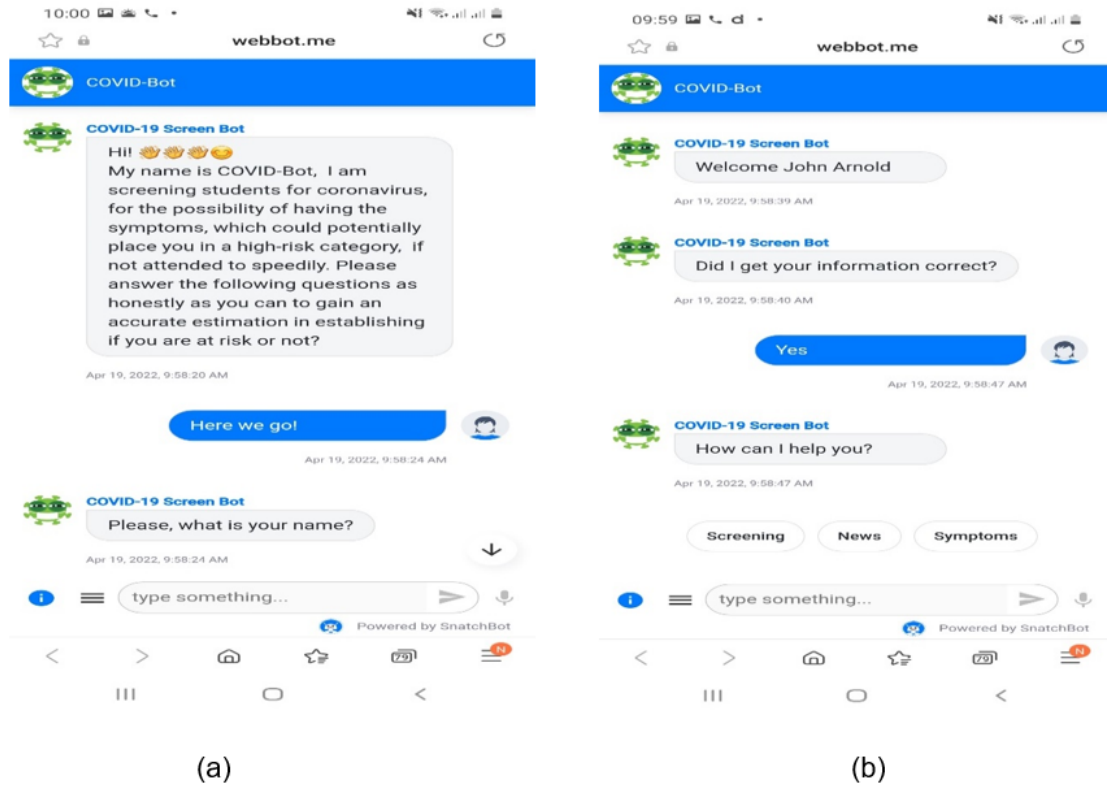 10:00
webbot.me
COVID-Bot
COVID-19 Screen Bot
Hi! 👋👋👋😊
My name is COVID-Bot, I am
screening students for coronavirus,
for the possibility of having the
symptoms, which could potentially
place you in a high-risk category, if
not attended to speedily. Please
answer the following questions as
honestly as you can to gain an
accurate estimation in establishing
if you are at risk or not?
Apr 19, 2022, 9:58:20 AM
Here we go!
Apr 19, 2022, 9:58:24 AM
COVID-19 Screen Bot
Please, what is your name?
Apr 19, 2022, 9:58:24 AM
type something...
Powered by SnatchBot
79
N
(a)
09:59 d
webbot.me
COVID-Bot
COVID-19 Screen Bot
Welcome John Arnold
Apr 19, 2022, 9:58:39 AM
COVID-19 Screen Bot
Did I get your information correct?
Apr 19, 2022, 9:58:40 AM
Yes
Apr 19, 2022, 9:58:47 AM
COVID-19 Screen Bot
How can I help you?
Apr 19, 2022, 9:58:47 AM
Screening News Symptoms
type something...
Powered by SnatchBot
79
N
(b)